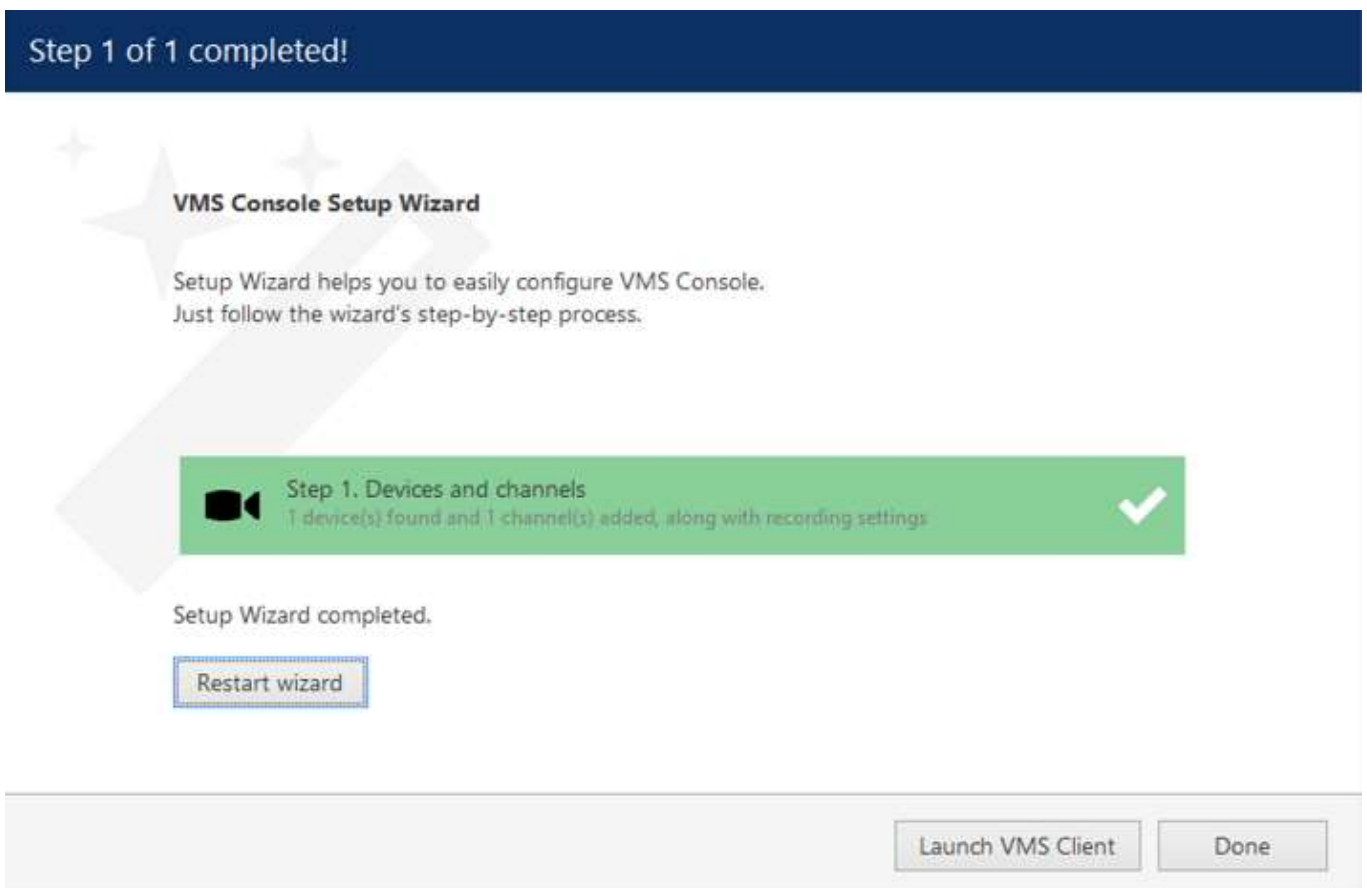 Step 1 of 1 completed!
VMS Console Setup Wizard
Setup Wizard helps you to easily configure VMS Console.
Just follow the wizard's step-by-step process.
Step 1. Devices and channels
1 device(s) found and 1 channel(s) added, along with recording settings
Setup Wizard completed.
Restart wizard
Launch VMS Client
Done